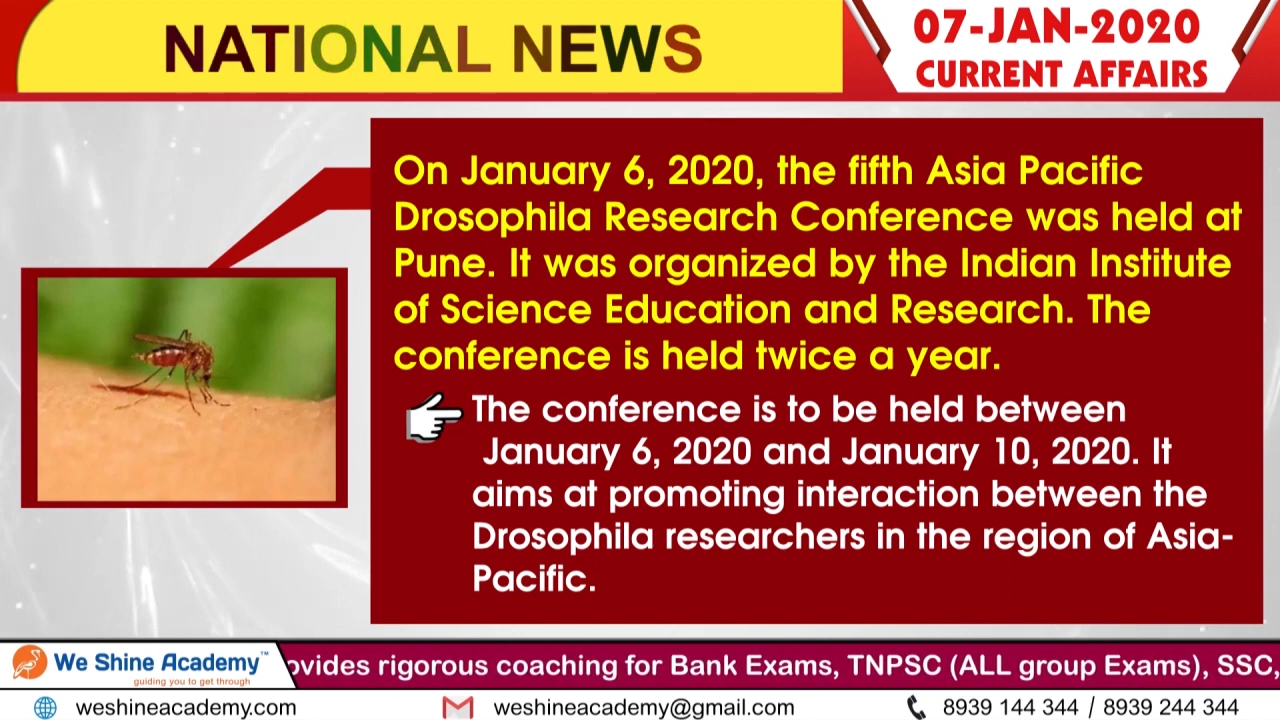 NATIONAL NEWS
07-JAN-2020
CURRENT AFFAIRS
On January 6, 2020, the fifth Asia Pacific
Drosophila Research Conference was held at
Pune. It was organized by the Indian Institute
of Science Education and Research. The
conference is held twice a year.
The conference is to be held between
January 6, 2020 and January 10, 2020. It
aims at promoting interaction between the
Drosophila researchers in the region of Asia-
Pacific.
We Shine Academy™
guiding you to get through
ovides rigorous coaching for Bank Exams, TNPSC (ALL group Exams), SSC,
weshineacademy.com
weshineacademy@gmail.com
8939 144 344 / 8939 244 344